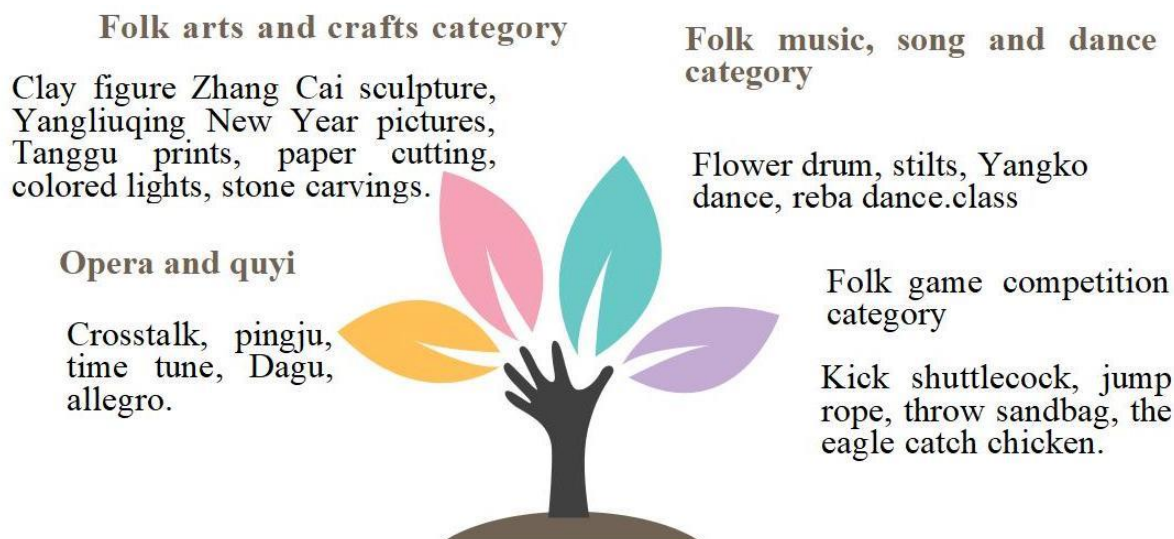 Folk arts and crafts category
Clay figure Zhang Cai sculpture,
Yangliuqing New Year pictures,
Tanggu prints, paper cutting,
colored lights, stone carvings.
Opera and quyi
Crosstalk, pingju,
time tune, Dagu,
allegro.
Folk music, song and dance
category
Flower drum, stilts, Yangko
dance, reba dance.class
Folk game competition
category
Kick shuttlecock, jump
rope, throw sandbag, the
eagle catch chicken.